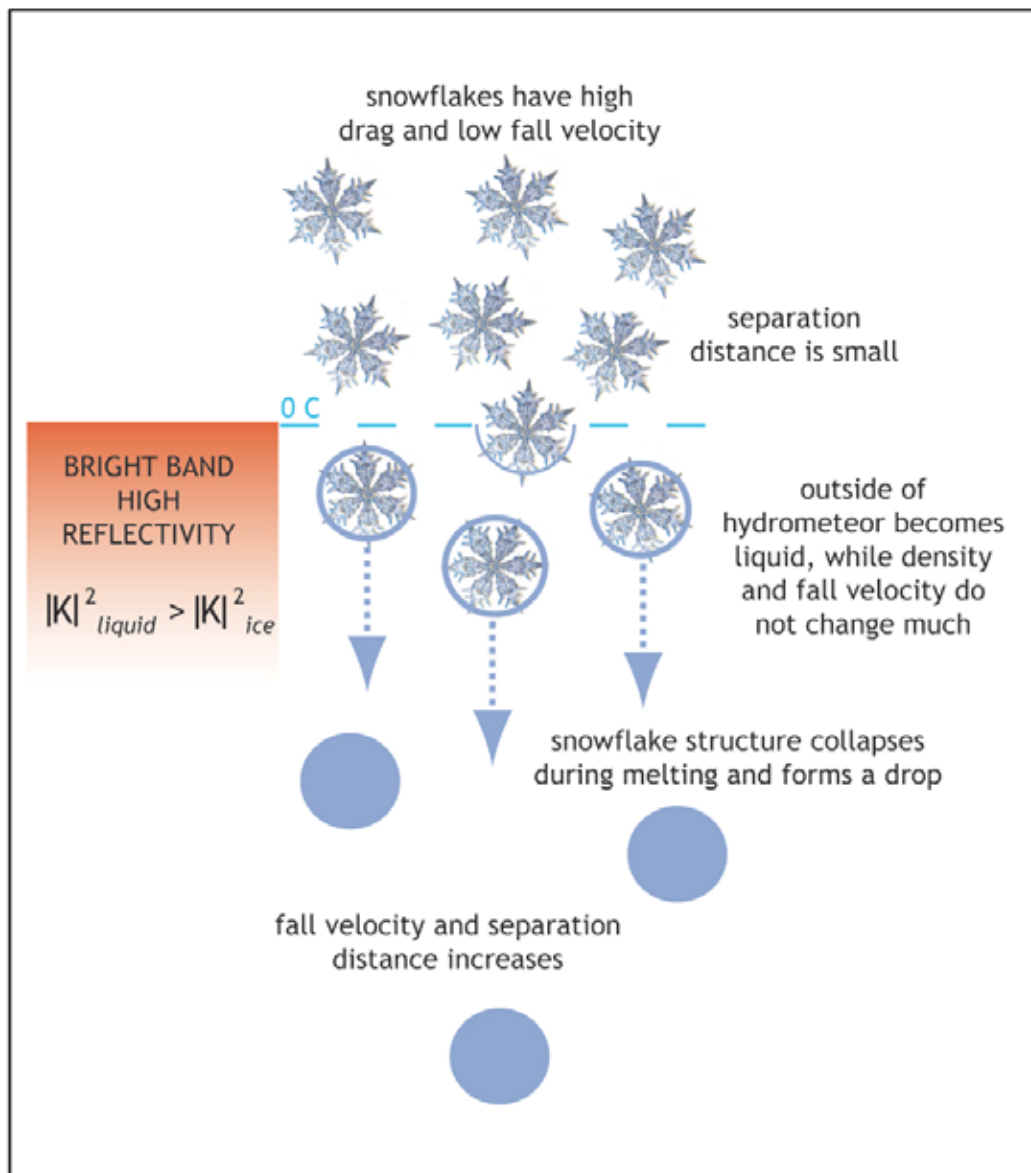 snowflakes have high
drag and low fall velocity
separation
distance is small
0 C
BRIGHT BAND
HIGH
REFLECTIVITY
|K|²liquid > |K|²ice
outside of
hydrometeor becomes
liquid, while density
and fall velocity do
not change much
snowflake structure collapses
during melting and forms a drop
fall velocity and separation
distance increases